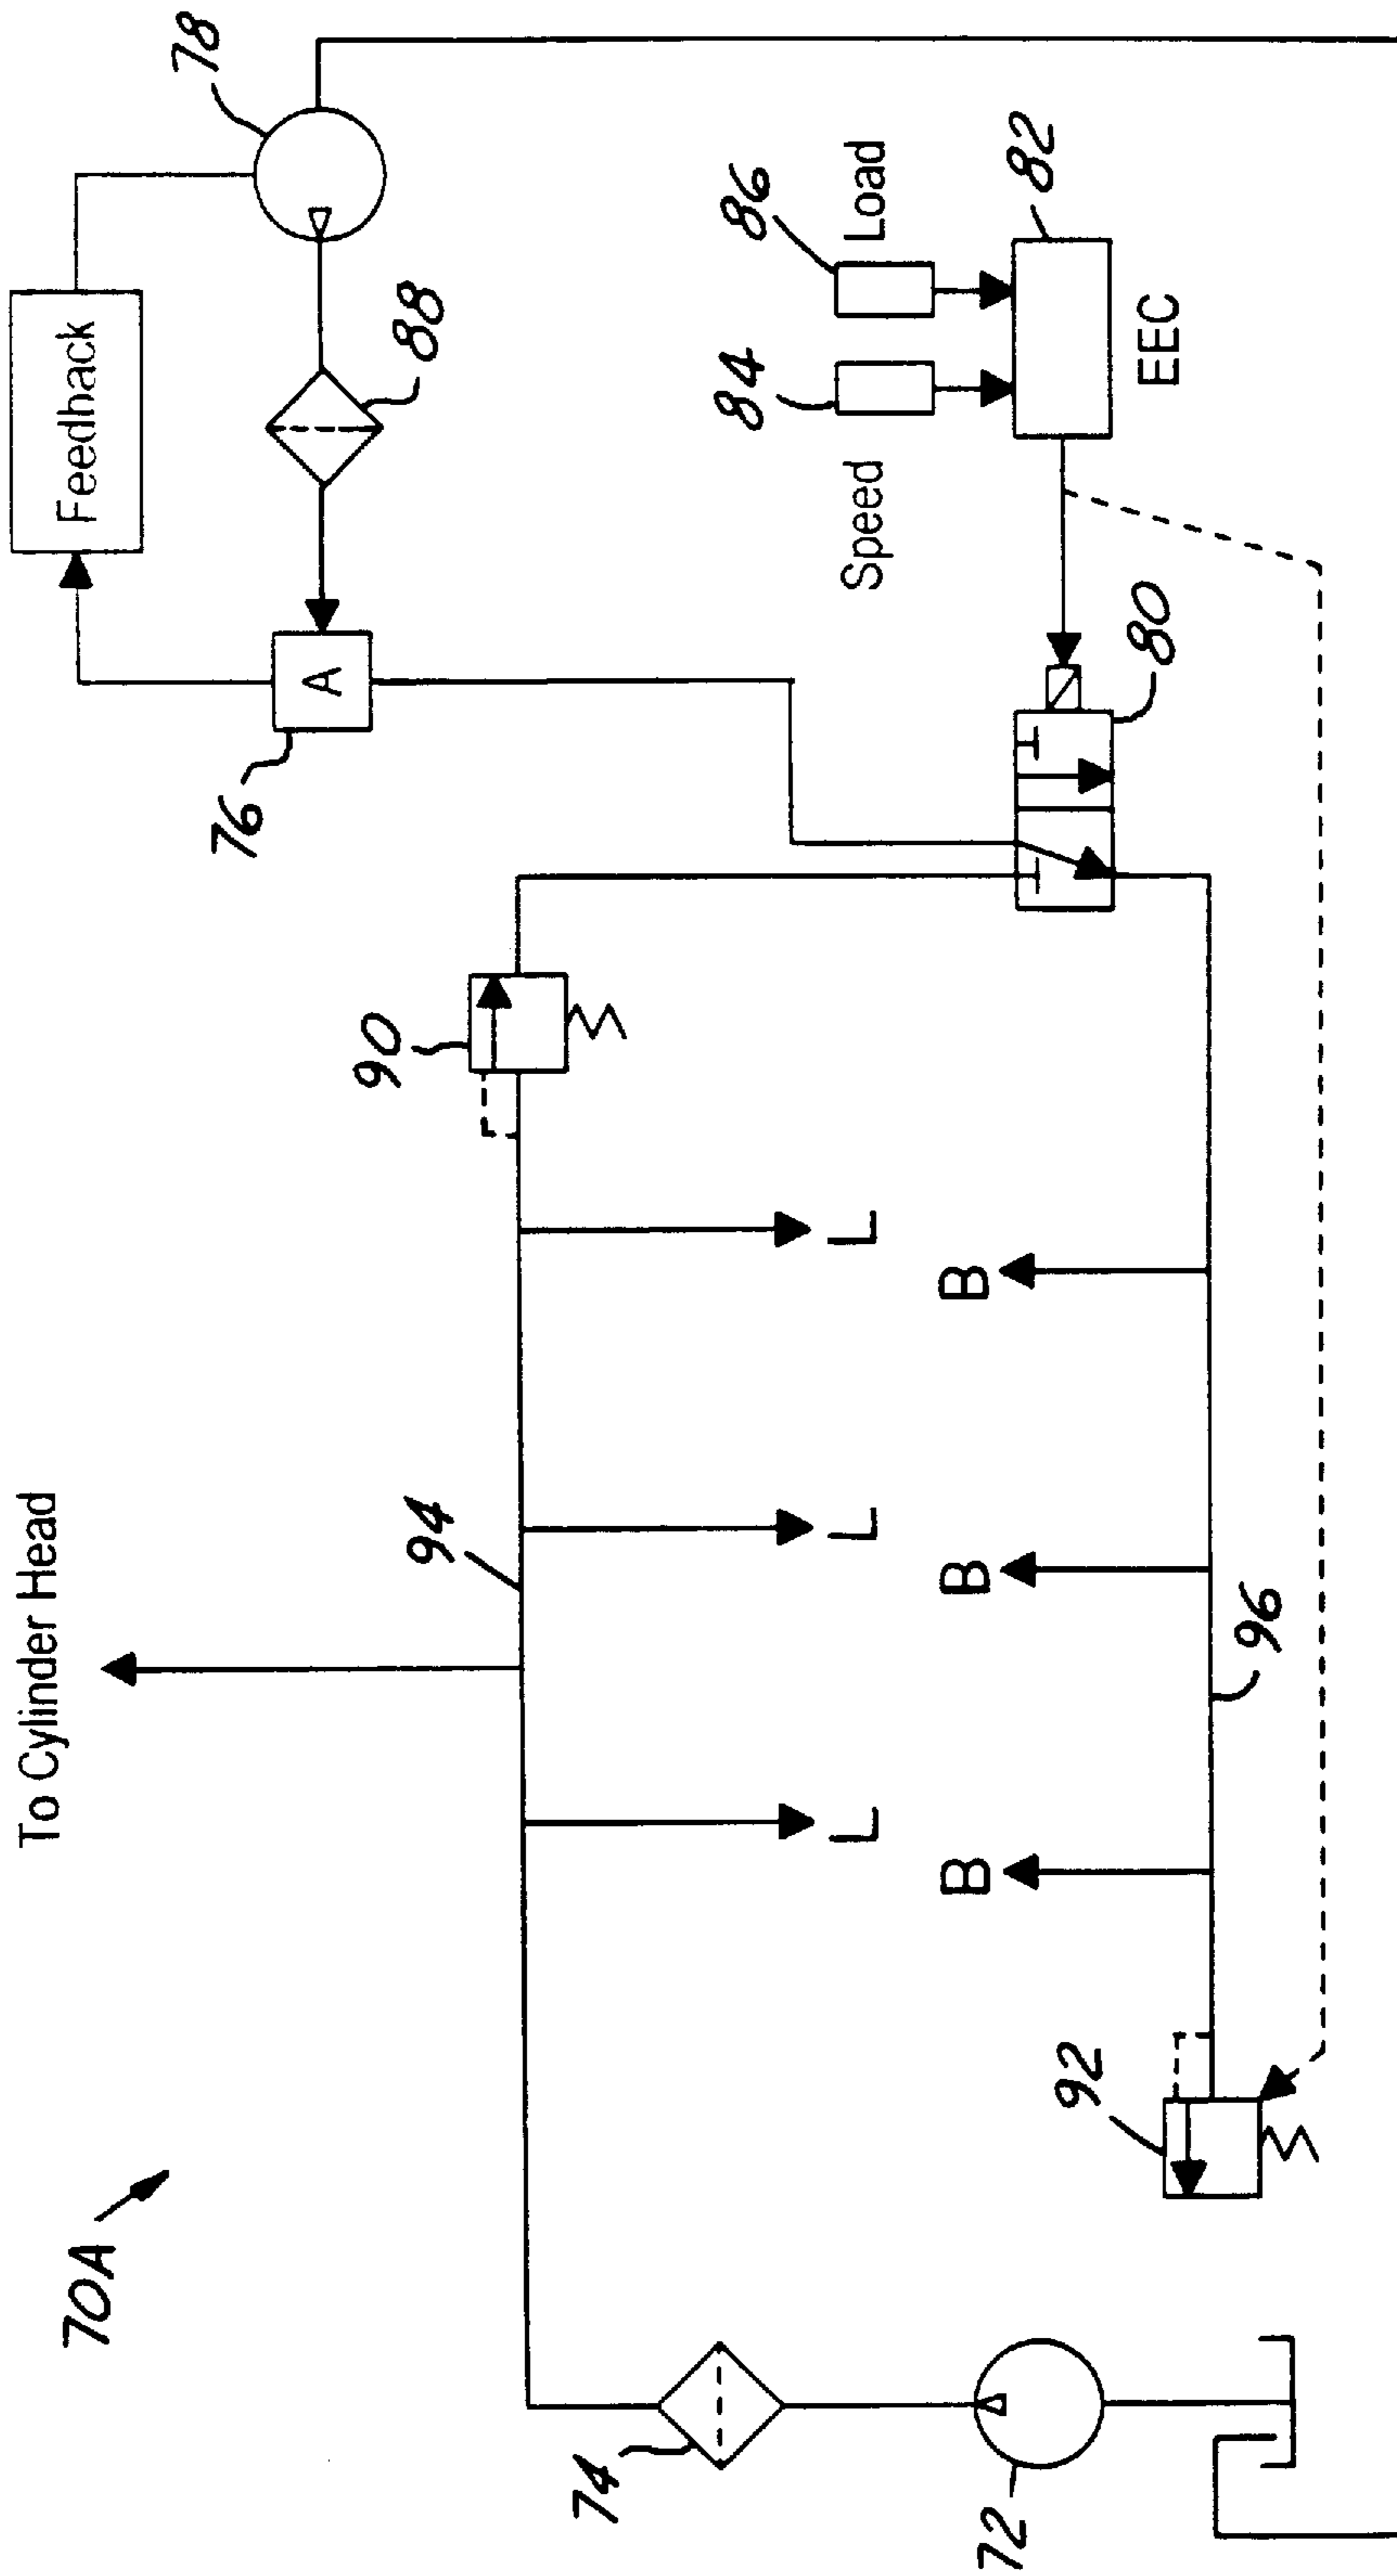 70A
To Cylinder Head
Feedback
78
88
A
76
90
94
86
Load
84
Speed
82
EEC
80
L
L
L
B
B
B
96
92
74
72